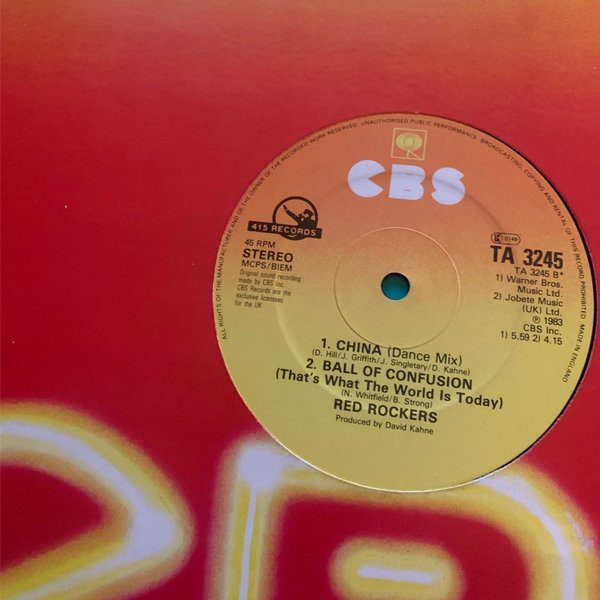 ALL RIGHTS OF THE MANUFACTURER AND OF THE OWNER OF THE RECORDED WORK RESERVED. UNAUTHORISED PUBLIC PERFORMANCE, BROADCASTING, COPYING AND RENTAL OF THIS RECORD PROHIBITED. MADE IN ENGLAND
CBS
415 RECORDS
45 RPM
STEREO
MCPS/BIEM
Original sound recording
made by CBS Inc.
CBS Records are the
exclusive licensees
for the UK
TA 3245
TA 3245 B*
1) Warner Bros.
Music Ltd.
2) Jobete Music
(UK) Ltd.
℗ 1983
CBS Inc.
1) 5.59 2) 4.15
1. CHINA (Dance Mix)
(D. Hill/J. Griffith/J. Singletary/D. Kahne)
2. BALL OF CONFUSION
(That's What The World Is Today)
(N. Whitfield/B. Strong)
RED ROCKERS
Produced by David Kahne